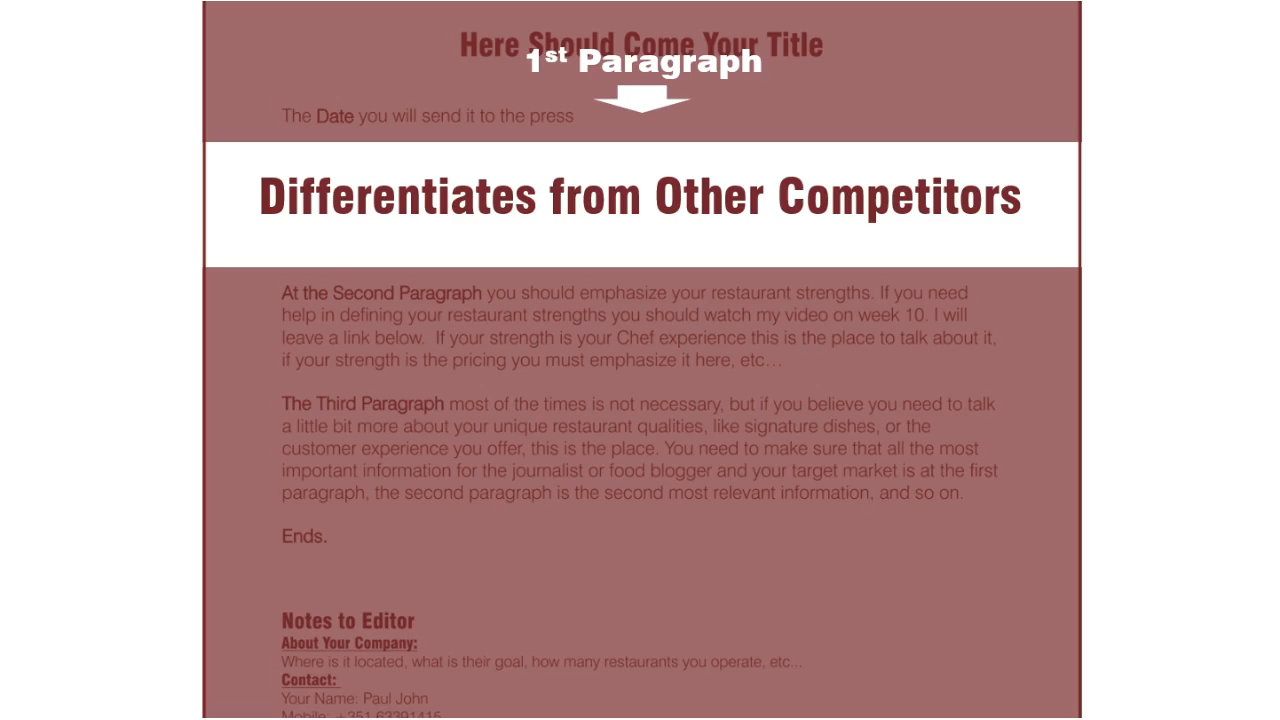 Here Should Come Your Title
1st Paragraph
The Date you will send it to the press
Differentiates from Other Competitors
At the Second Paragraph you should emphasize your restaurant strengths. If you need
help in defining your restaurant strengths you should watch my video on week 10. I will
leave a link below.  If your strength is your Chef experience this is the place to talk about it,
if your strength is the pricing you must emphasize it here, etc…
The Third Paragraph most of the times is not necessary, but if you believe you need to talk
a little bit more about your unique restaurant qualities, like signature dishes, or the
customer experience you offer, this is the place. You need to make sure that all the most
important information for the journalist or food blogger and your target market is at the first
paragraph, the second paragraph is the second most relevant information, and so on.
Ends.
Notes to Editor
About Your Company:
Where is it located, what is their goal, how many restaurants you operate, etc...
Contact:
Your Name: Paul John
Mobile: +351 63391415